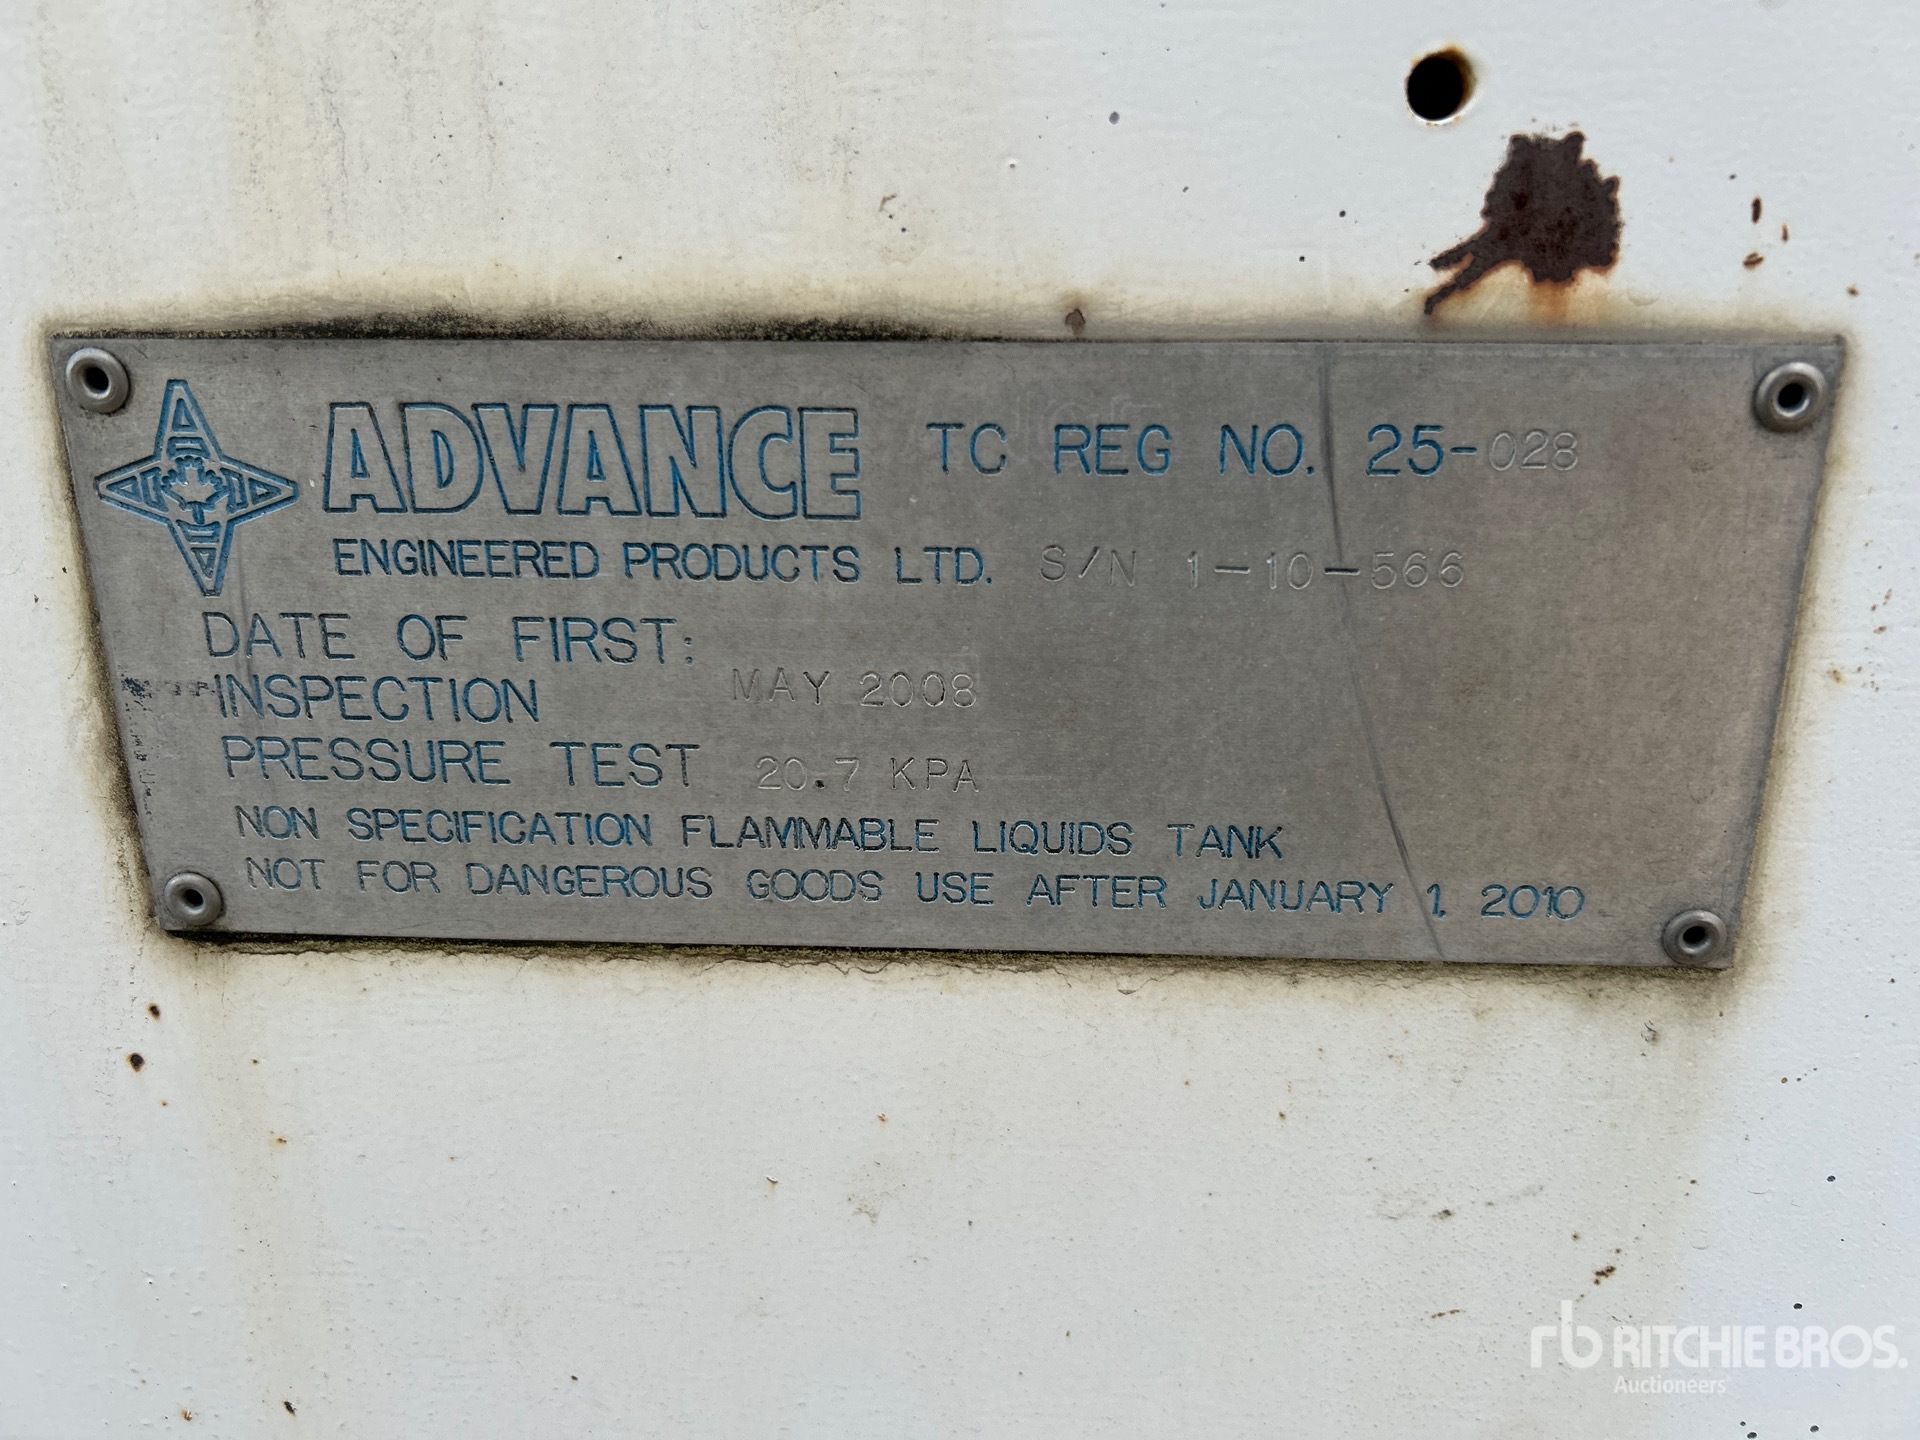 ADVANCE TC REG NO. 25-028
ENGINEERED PRODUCTS LTD. S/N 1-10-566
DATE OF FIRST:
INSPECTION MAY 2008
PRESSURE TEST 20.7 KPA
NON SPECIFICATION FLAMMABLE LIQUIDS TANK
NOT FOR DANGEROUS GOODS USE AFTER JANUARY 1, 2010
rb RITCHIE BROS.
Auctioneers